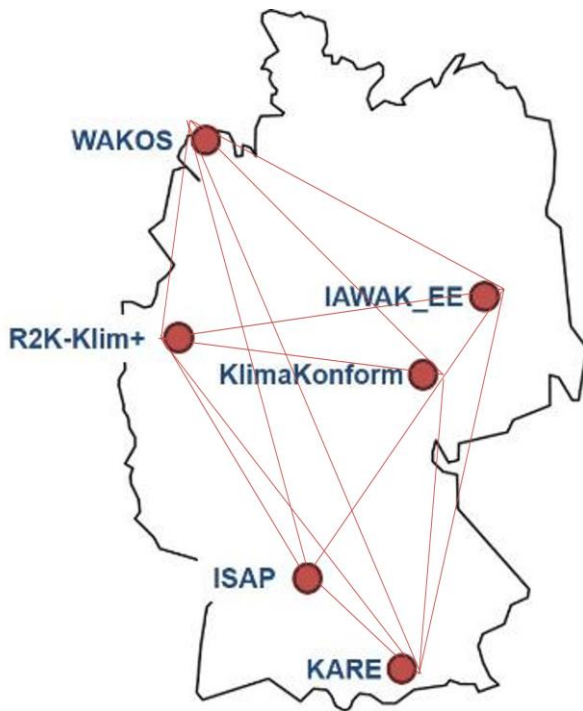 WAKOS
IAWAK_EE
R2K-Klim+
KlimaKonform
ISAP
KARE